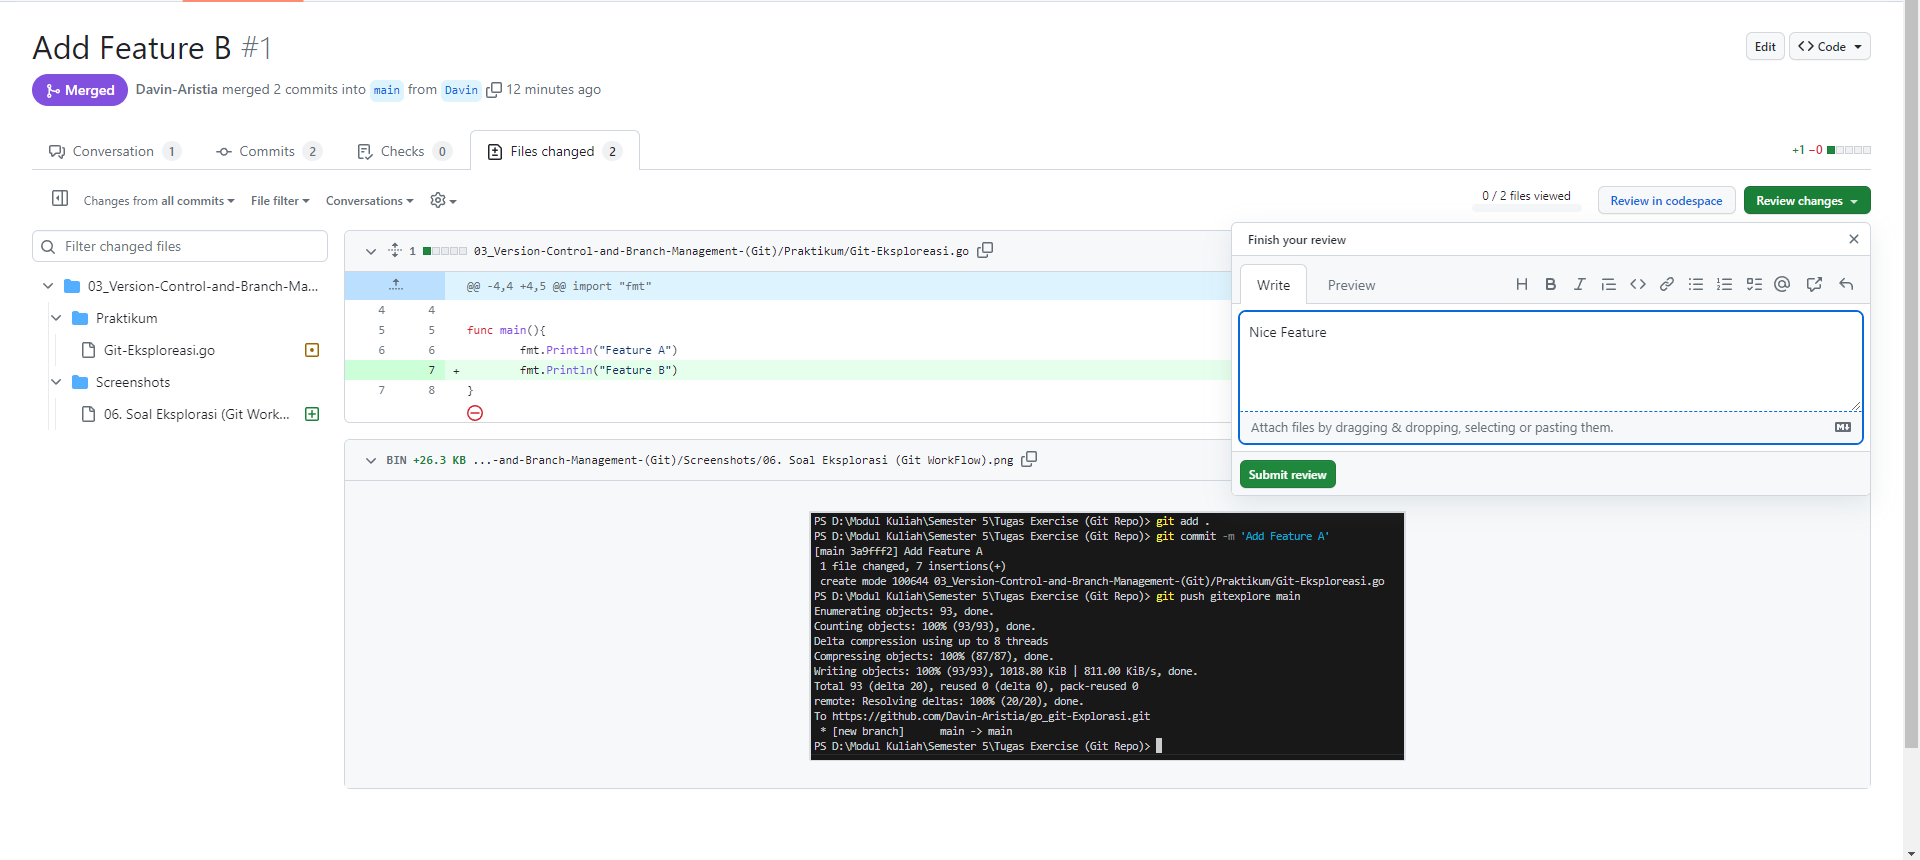 Add Feature B #1
Edit
<> Code
Merged
Davin-Aristia merged 2 commits into main from Davin 12 minutes ago
Conversation 1
Commits 2
Checks 0
Files changed 2
+1 −0
Changes from all commits
File filter
Conversations
0 / 2 files viewed
Review in codespace
Review changes
Filter changed files
03_Version-Control-and-Branch-Ma...
Praktikum
Git-Eksploreasi.go
Screenshots
06. Soal Eksplorasi (Git Work...
1 03_Version-Control-and-Branch-Management-(Git)/Praktikum/Git-Eksploreasi.go
@@ -4,4 +4,5 @@ import "fmt"
4 4
5 5 func main(){
6 6 fmt.Println("Feature A")
7 + fmt.Println("Feature B")
7 8 }
BIN +26.3 KB ...-and-Branch-Management-(Git)/Screenshots/06. Soal Eksplorasi (Git WorkFlow).png
Finish your review
Write
Preview
Nice Feature
Attach files by dragging & dropping, selecting or pasting them.
Submit review
PS D:\Modul Kuliah\Semester 5\Tugas Exercise (Git Repo)> git add .
PS D:\Modul Kuliah\Semester 5\Tugas Exercise (Git Repo)> git commit -m 'Add Feature A'
[main 3a9fff2] Add Feature A
1 file changed, 7 insertions(+)
create mode 100644 03_Version-Control-and-Branch-Management-(Git)/Praktikum/Git-Eksploreasi.go
PS D:\Modul Kuliah\Semester 5\Tugas Exercise (Git Repo)> git push gitexplore main
Enumerating objects: 93, done.
Counting objects: 100% (93/93), done.
Delta compression using up to 8 threads
Compressing objects: 100% (87/87), done.
Writing objects: 100% (93/93), 1018.80 KiB | 811.00 KiB/s, done.
Total 93 (delta 20), reused 0 (delta 0), pack-reused 0
remote: Resolving deltas: 100% (20/20), done.
To https://github.com/Davin-Aristia/go_git-Explorasi.git
* [new branch] main -> main
PS D:\Modul Kuliah\Semester 5\Tugas Exercise (Git Repo)>